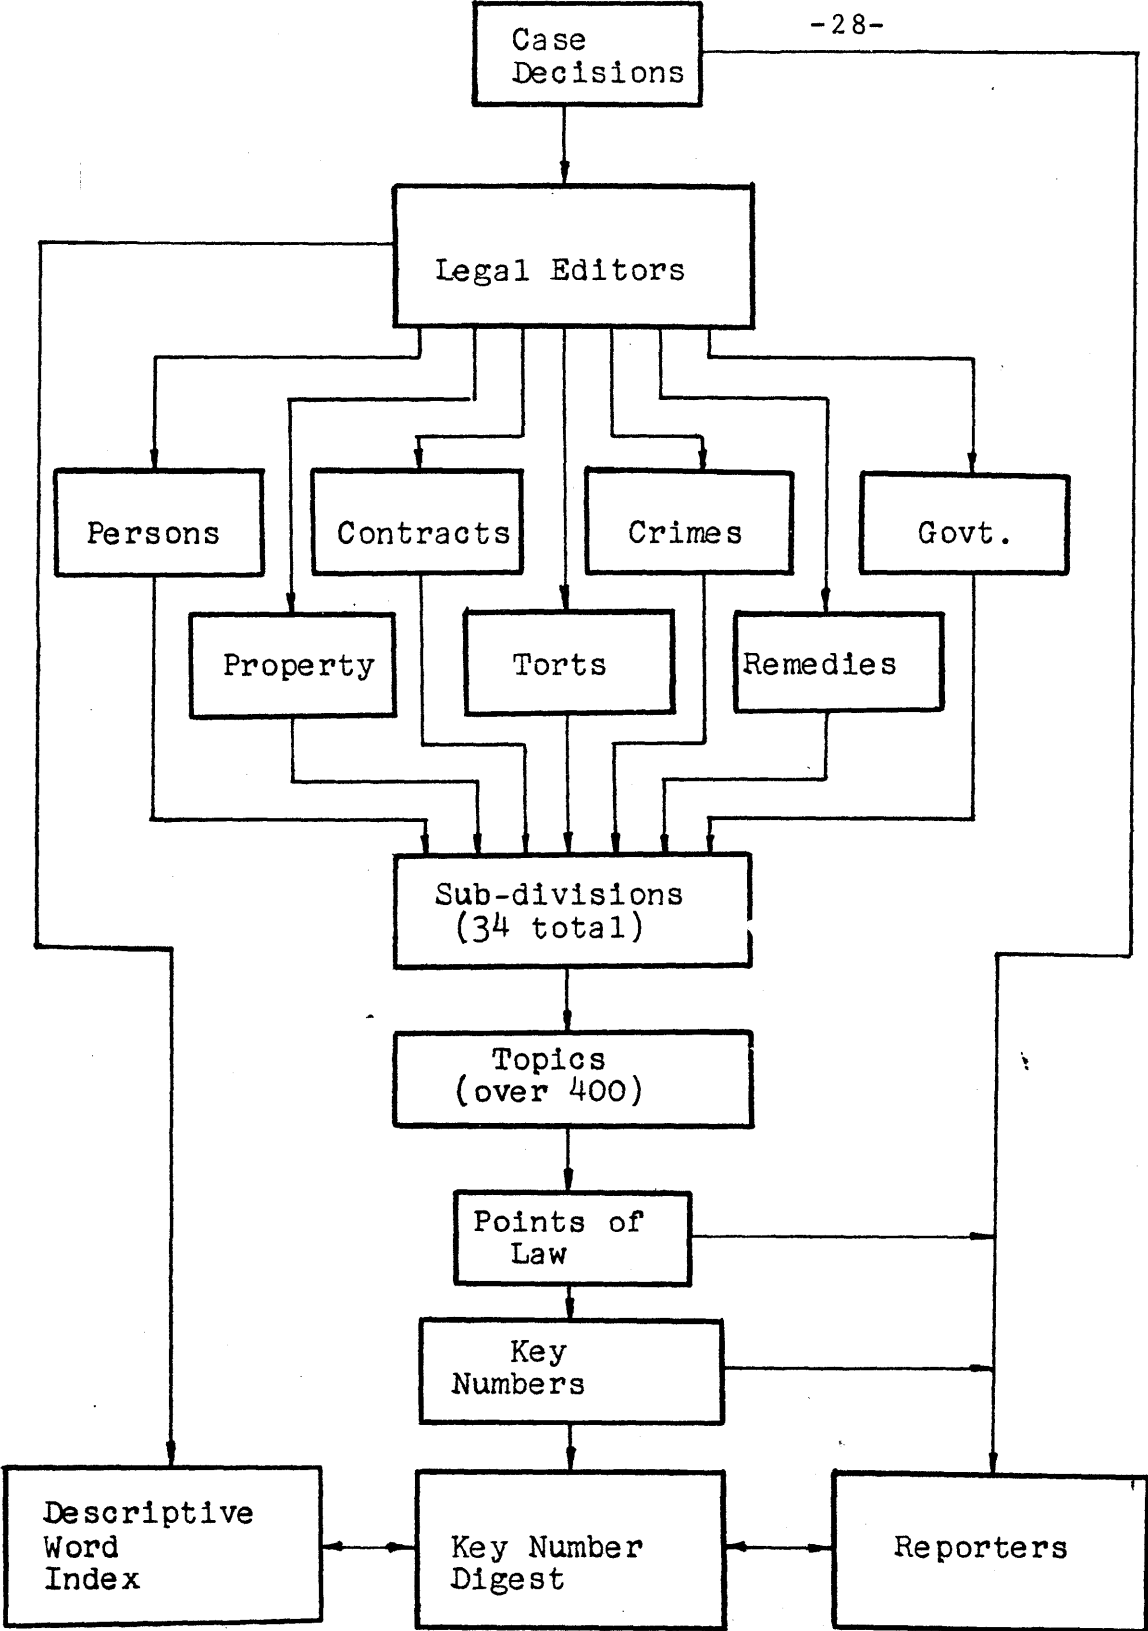 -28-
Case
Decisions
Legal Editors
Persons
Contracts
Crimes
Govt.
Property
Torts
Remedies
Sub-divisions
(34 total)
Topics
(over 400)
Points of
Law
Key
Numbers
Descriptive
Word
Index
Key Number
Digest
Reporters